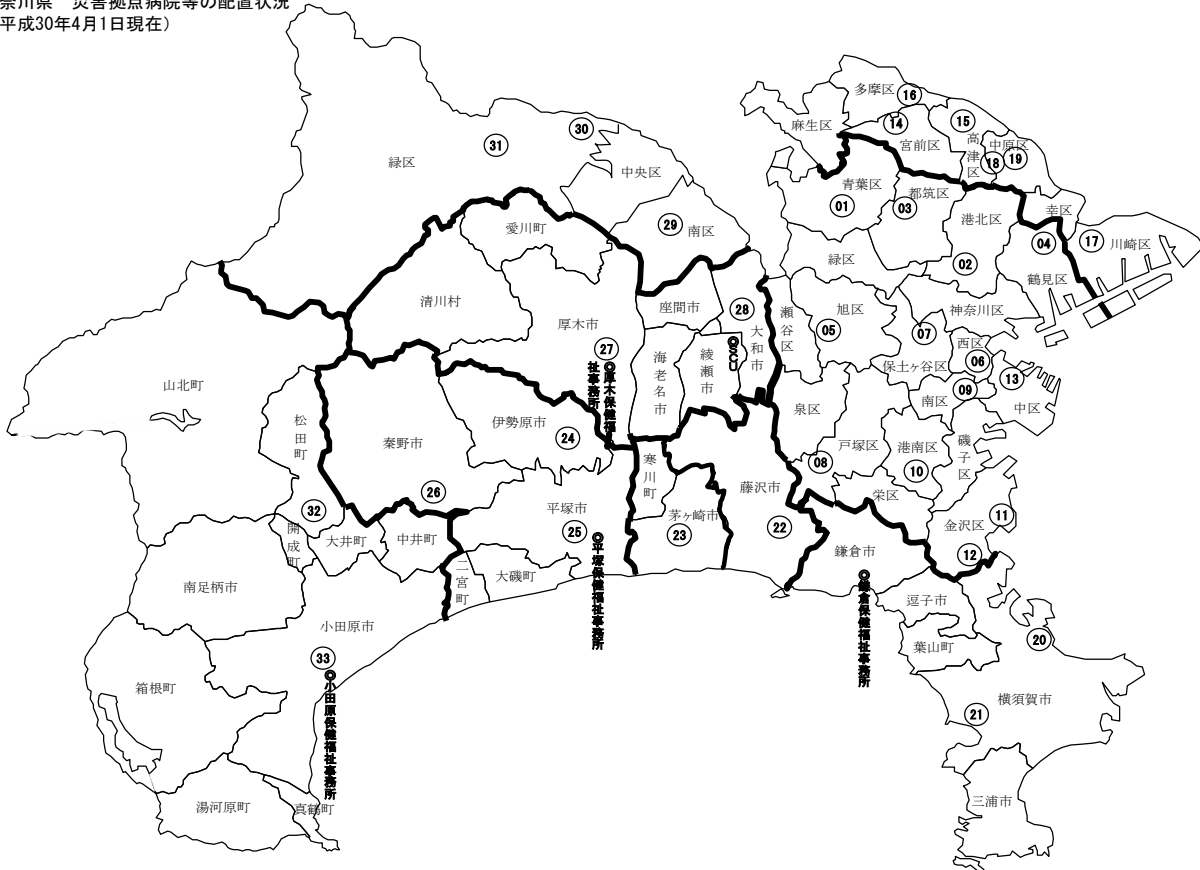 奈川県 災害拠点病院等の配置状況
平成30年4月1日現在）
多摩区
16
麻生区
14
15
宮前区
高津区
中原区
18
19
30
31
緑区
中央区
青葉区
01
都筑区
03
港北区
幸区
04
17
川崎区
29
南区
愛川町
緑区
02
鶴見区
清川村
座間市
28
瀬谷区
旭区
神奈川区
厚木市
大和市
05
07
27
海老名市
綾瀬市
◎SCU
西区
06
保土ヶ谷区
13
山北町
◎厚木保健福
祉事務所
09
南区
中区
松田町
伊勢原市
24
泉区
秦野市
戸塚区
港南区
磯子区
08
10
寒川町
藤沢市
26
栄区
32
平塚市
25
茅ヶ崎市
23
22
金沢区
11
開成町
大井町
中井町
鎌倉市
12
◎平塚保健福祉事務所
二宮町
大磯町
南足柄市
◎鎌倉保健福祉事務所
逗子市
小田原市
20
葉山町
33
箱根町
◎小田原保健福祉事務所
横須賀市
21
湯河原町
真鶴町
三浦市